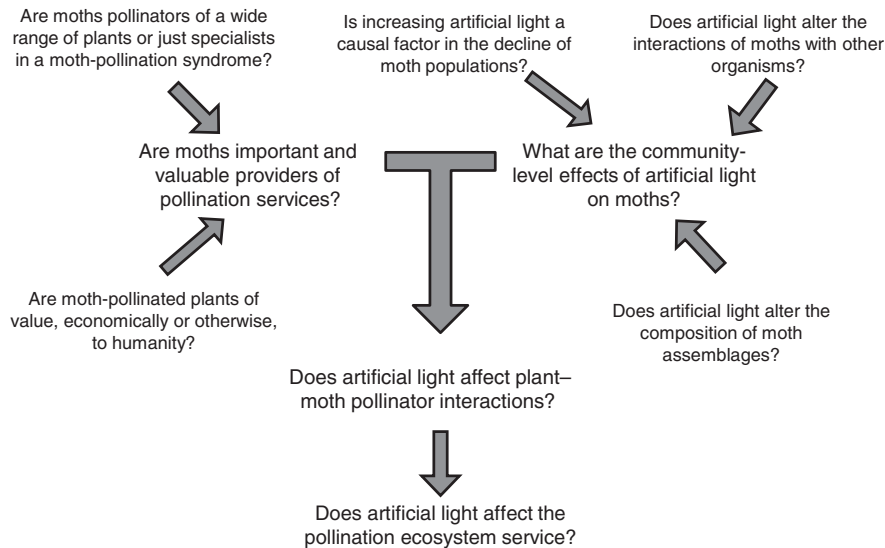 Are moths pollinators of a wide
range of plants or just specialists
in a moth-pollination syndrome?
Is increasing artificial light a
causal factor in the decline of
moth populations?
Does artificial light alter the
interactions of moths with other
organisms?
Are moths important and
valuable providers of
pollination services?
What are the community-
level effects of artificial light
on moths?
Are moth-pollinated plants of
value, economically or otherwise,
to humanity?
Does artificial light alter the
composition of moth
assemblages?
Does artificial light affect plant–
moth pollinator interactions?
Does artificial light affect the
pollination ecosystem service?